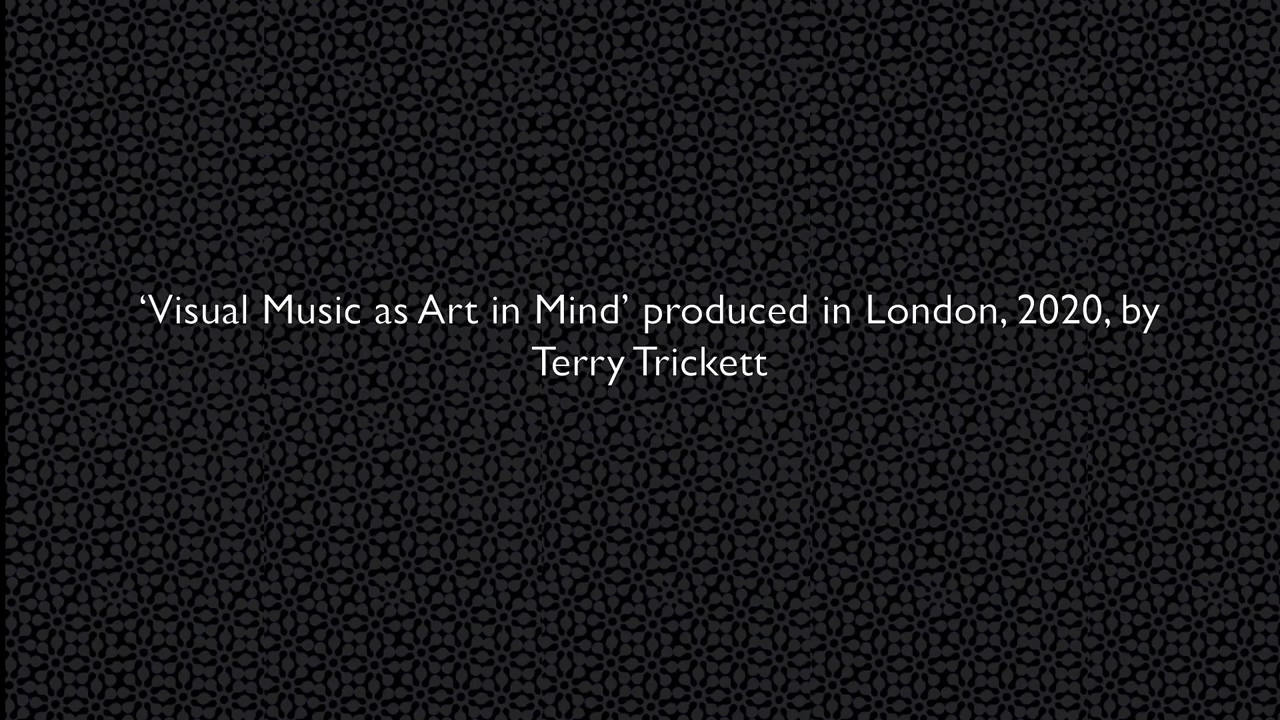 ‘Visual Music as Art in Mind’ produced in London, 2020, by
Terry Trickett